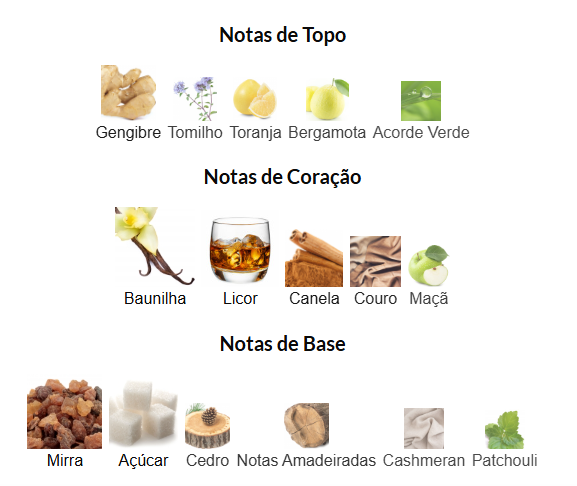 Notas de Topo
Gengibre Tomilho Toranja Bergamota Acorde Verde
Notas de Coração
Baunilha Licor Canela Couro Maçã
Notas de Base
Mirra Açúcar Cedro Notas Amadeiradas Cashmeran Patchouli